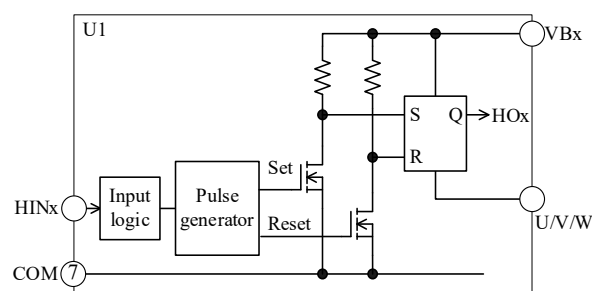 U1
VBx
S Q
HOx
R
Set
Input
logic
Pulse
generator
HINx
Reset
U/V/W
COM 7